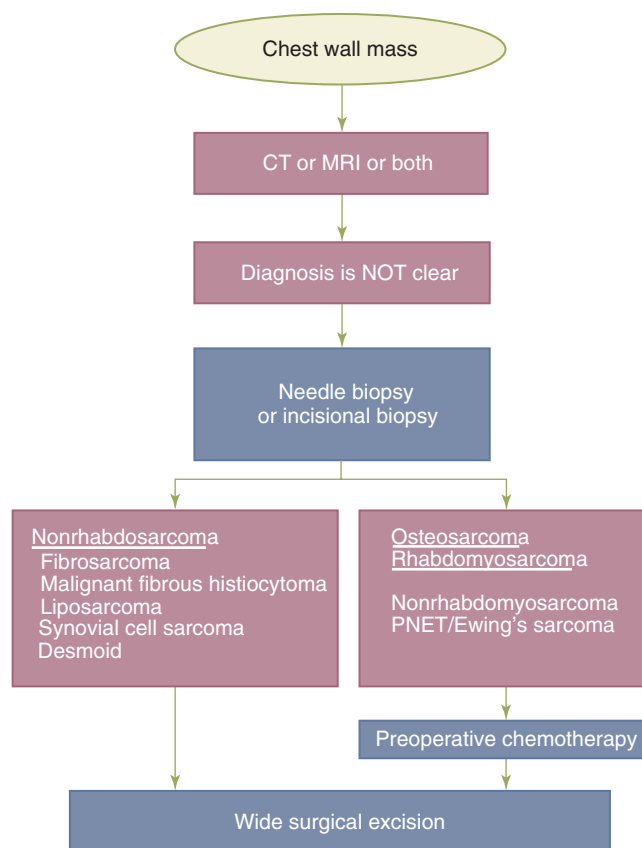 Chest wall mass
CT or MRI or both
Diagnosis is NOT clear
Needle biopsy
or incisional biopsy
Nonrhabdosarcoma
Fibrosarcoma
Malignant fibrous histiocytoma
Liposarcoma
Synovial cell sarcoma
Desmoid
Osteosarcoma
Rhabdomyosarcoma
Nonrhabdomyosarcoma
PNET/Ewing's sarcoma
Preoperative chemotherapy
Wide surgical excision